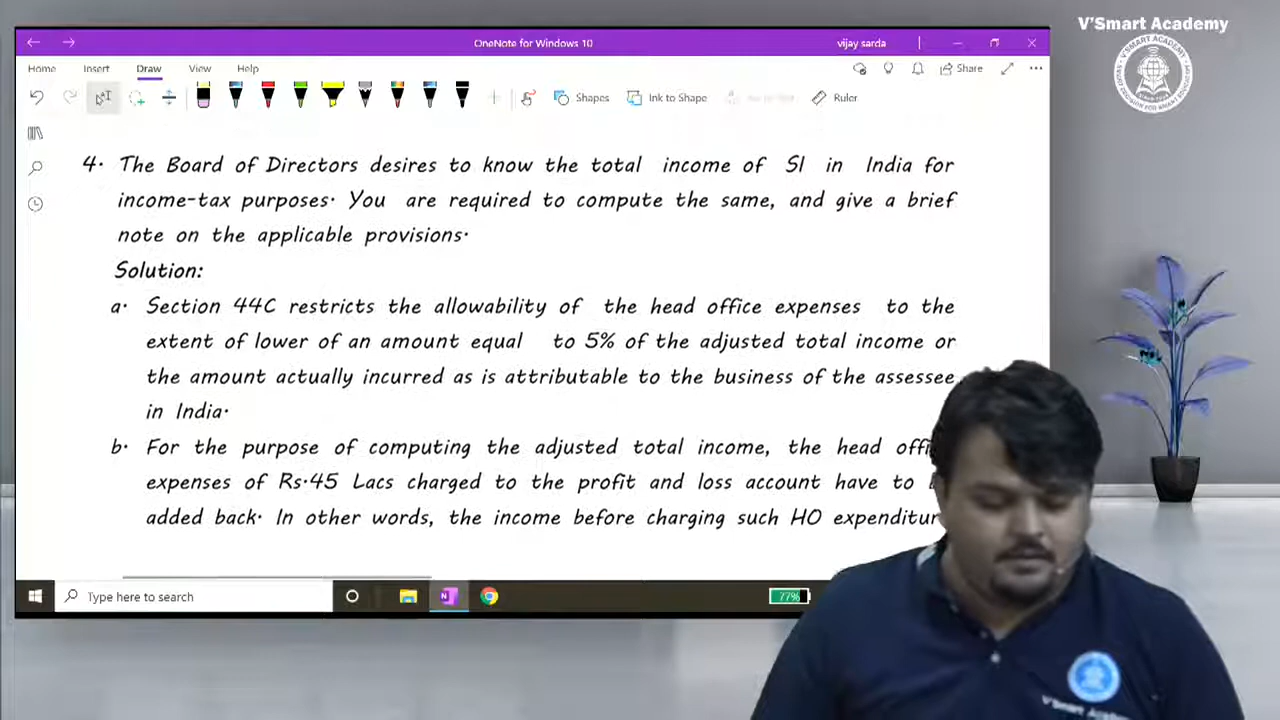 V'Smart Academy
OneNote for Windows 10
vijay sarda
Home Insert Draw View Help
Share
Shapes
Ink to Shape
Ruler
4. The Board of Directors desires to know the total income of SI in India for
income-tax purposes. You are required to compute the same, and give a brief
note on the applicable provisions.
Solution:
a. Section 44C restricts the allowability of the head office expenses to the
extent of lower of an amount equal to 5% of the adjusted total income or
the amount actually incurred as is attributable to the business of the assessee
in India.
b. For the purpose of computing the adjusted total income, the head offi
expenses of Rs.45 Lacs charged to the profit and loss account have to
added back. In other words, the income before charging such HO expenditur
Type here to search
77%
V'Smart